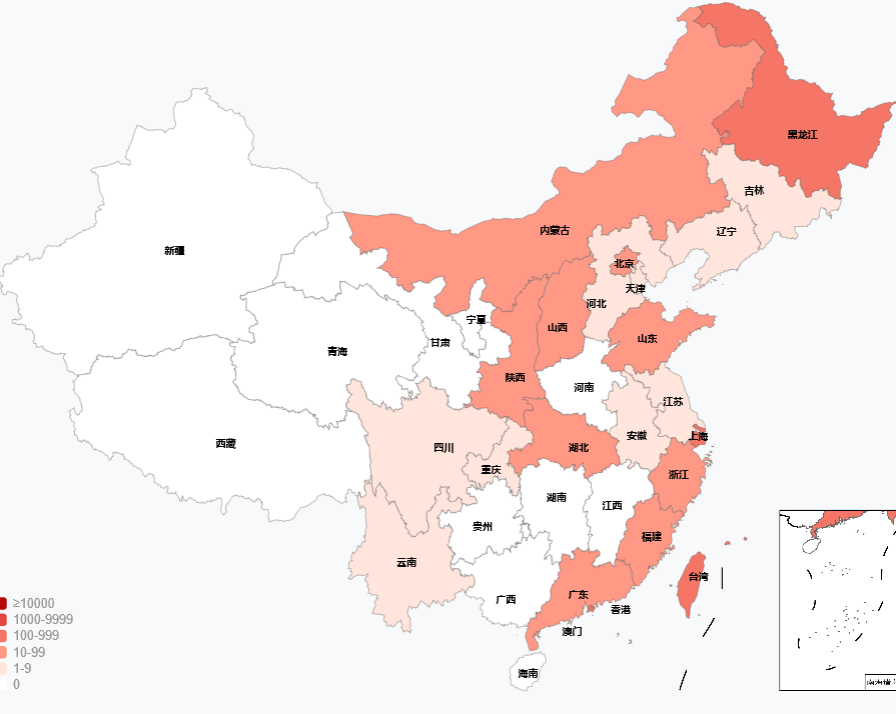 黑龙江
吉林
辽宁
内蒙古
新疆
北京
天津
河北
宁夏
山西
山东
甘肃
青海
陕西
河南
江苏
上海
安徽
西藏
四川
湖北
重庆
浙江
湖南
江西
贵州
福建
云南
台湾
广东
广西
香港
澳门
海南
≥10000
1000-9999
100-999
10-99
1-9
0